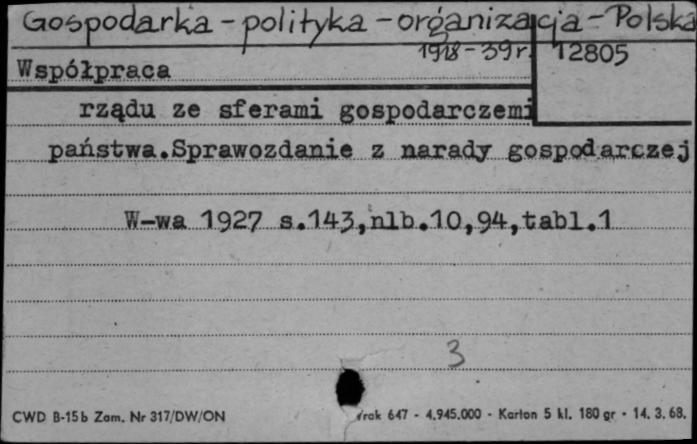 Gospodarka - polityka - organizacja - Polska
1918-39 r. 12805
Współpraca
rządu ze sferami gospodarczemi
państwa.Sprawozdanie z narady gospodarczej
W-wa 1927 s.143,nlb.10,94,tabl.1
3
CWD B-15b Zam. Nr 317/DW/ON 647 - 4.945.000 - Karton 5 kl. 180 gr - 14. 3. 68.